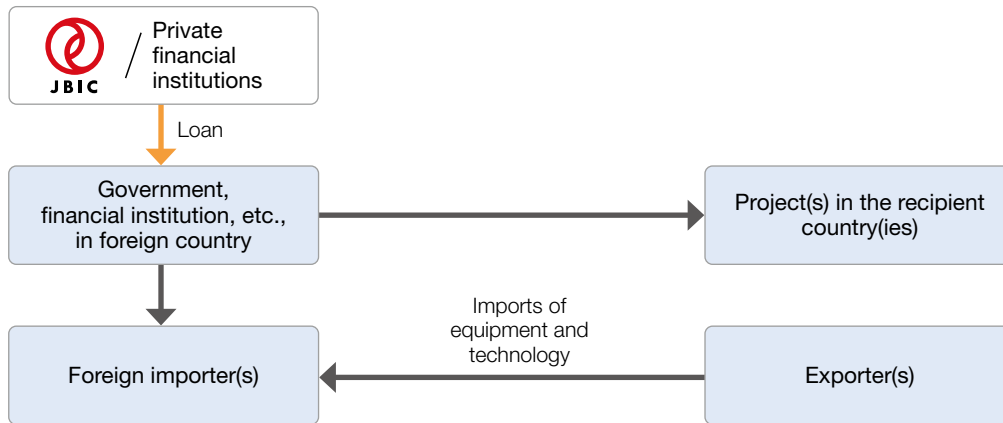 JBIC
/
Private
financial
institutions
Loan
Government,
financial institution, etc.,
in foreign country
Project(s) in the recipient
country(ies)
Imports of
equipment and
technology
Foreign importer(s)
Exporter(s)